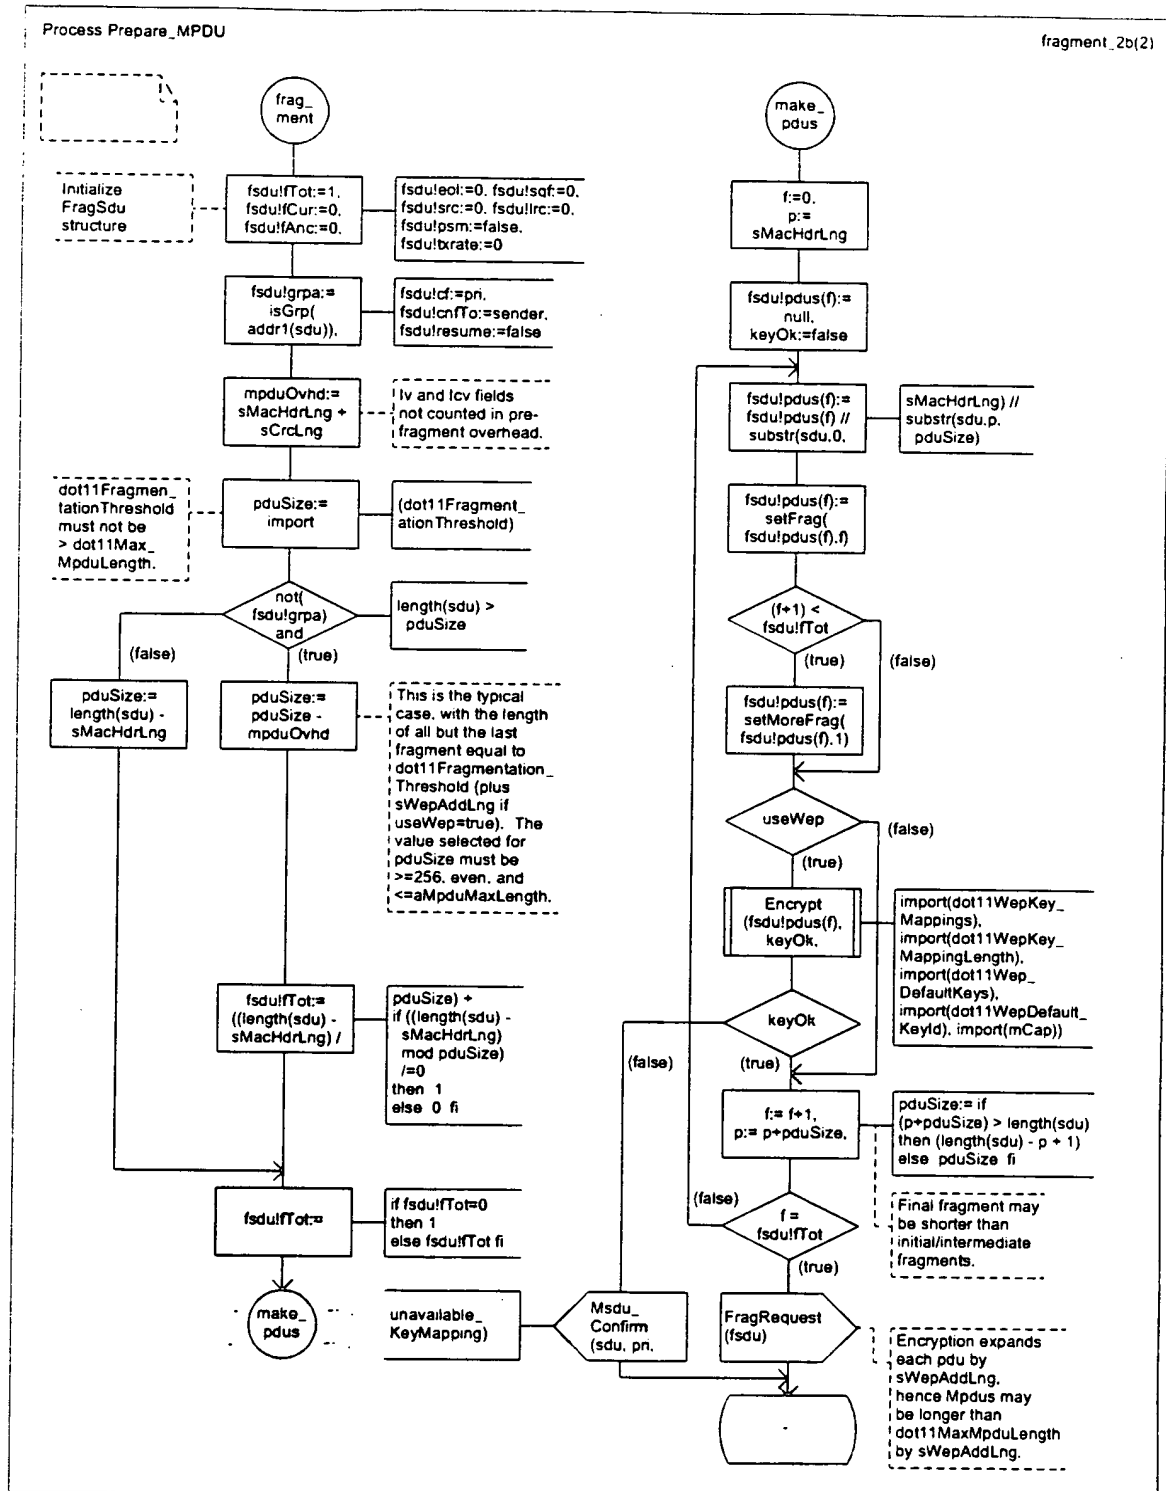 Process Prepare_MPDU
fragment_2b(2)
frag_
ment
Initialize
FragSdu
structure
fsdu!fTot:=1,
fsdu!fCur:=0,
fsdu!fAnc:=0,
fsdu!eol:=0, fsdu!sqf:=0,
fsdu!src:=0, fsdu!lrc:=0,
fsdu!psm:=false,
fsdu!txrate:=0
fsdu!grpa:=
isGrp(
addr1(sdu)),
fsdu!cf:=pri,
fsdu!cnfTo:=sender,
fsdu!resume:=false
mpduOvhd:=
sMacHdrLng +
sCrcLng
Iv and Icv fields
not counted in pre-
fragment overhead.
dot11Fragmen_
tationThreshold
must not be
> dot11Max_
MpduLength.
pduSize:=
import
(dot11Fragment_
ationThreshold)
not(
fsdu!grpa)
and
length(sdu) >
pduSize
(false)
(true)
pduSize:=
length(sdu) -
sMacHdrLng
pduSize:=
pduSize -
mpduOvhd
This is the typical
case, with the length
of all but the last
fragment equal to
dot11Fragmentation_
Threshold (plus
sWepAddLng if
useWep=true). The
value selected for
pduSize must be
>=256, even, and
<=aMpduMaxLength.
fsdu!fTot:=
((length(sdu) -
sMacHdrLng) /
pduSize) +
if ((length(sdu) -
sMacHdrLng)
mod pduSize)
/=0
then 1
else 0 fi
fsdu!fTot:=
if fsdu!fTot=0
then 1
else fsdu!fTot fi
make_
pdus
make_
pdus
f:=0,
p:=
sMacHdrLng
fsdu!pdus(f):=
null,
keyOk:=false
fsdu!pdus(f):=
fsdu!pdus(f) //
substr(sdu,0,
sMacHdrLng) //
substr(sdu,p,
pduSize)
fsdu!pdus(f):=
setFrag(
fsdu!pdus(f),f)
(f+1) <
fsdu!fTot
(true)
(false)
fsdu!pdus(f):=
setMoreFrag(
fsdu!pdus(f),1)
useWep
(false)
(true)
Encrypt
(fsdu!pdus(f),
keyOk,
import(dot11WepKey_
Mappings),
import(dot11WepKey_
MappingLength),
import(dot11Wep_
DefaultKeys),
import(dot11WepDefault_
KeyId), import(mCap))
keyOk
(false)
(true)
f:= f+1,
p:= p+pduSize,
pduSize:= if
(p+pduSize) > length(sdu)
then (length(sdu) - p + 1)
else pduSize fi
(false)
f =
fsdu!fTot
(true)
Final fragment may
be shorter than
initial/intermediate
fragments.
unavailable_
KeyMapping)
Msdu_
Confirm
(sdu, pri,
FragRequest
(fsdu)
Encryption expands
each pdu by
sWepAddLng,
hence Mpdus may
be longer than
dot11MaxMpduLength
by sWepAddLng.
-